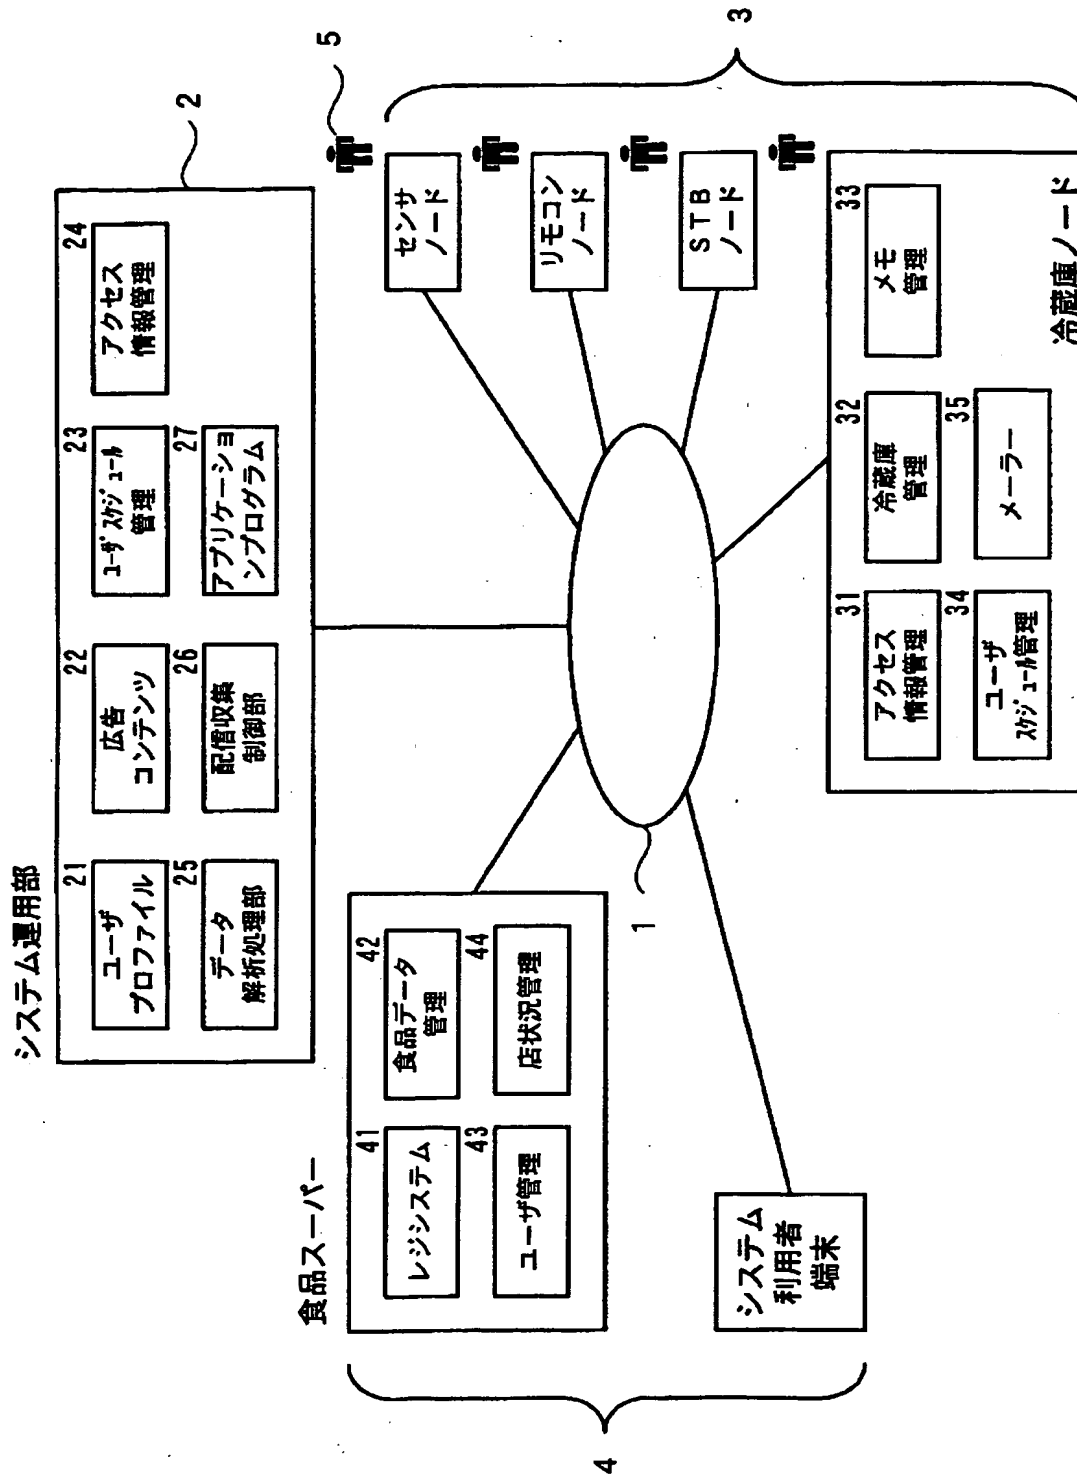 システム運用部
2
21
ユーザ
プロファイル
22
広告
コンテンツ
23
ﾕｰｻﾞｽｹｼﾞｭｰﾙ
管理
24
アクセス
情報管理
25
データ
解析処理部
26
配信収集
制御部
27
アプリケーショ
ンプログラム
食品スーパー
41
レジシステム
42
食品データ
管理
43
ユーザ管理
44
店状況管理
4
システム
利用者
端末
1
5
3
センサ
ノード
リモコン
ノード
STB
ノード
31
アクセス
情報管理
32
冷蔵庫
管理
33
メモ
管理
34
ユーザ
ｽｹｼﾞｭｰﾙ管理
35
メーラー
冷蔵庫ノード